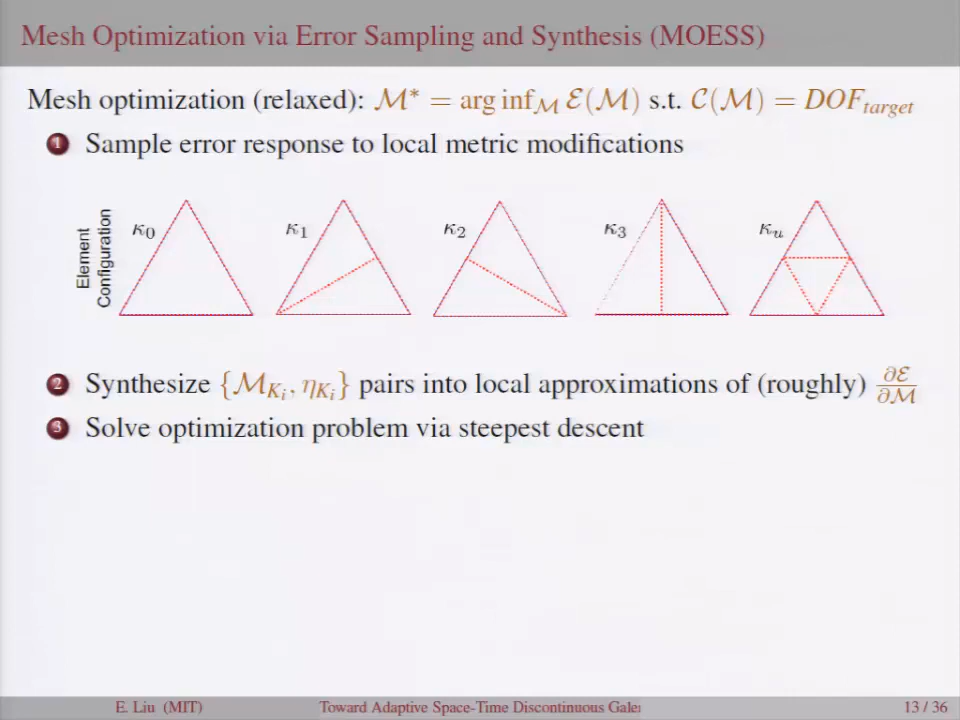 Mesh Optimization via Error Sampling and Synthesis (MOESS)
Mesh optimization (relaxed): ℳ* = arg inf_ℳ ℰ(ℳ) s.t. 𝒞(ℳ) = DOF_target
1 Sample error response to local metric modifications
Element Configuration
κ0 κ1 κ2 κ3 κu
2 Synthesize {ℳ_{K_i}, η_{K_i}} pairs into local approximations of (roughly) ∂ℰ/∂ℳ
3 Solve optimization problem via steepest descent
E. Liu (MIT) Toward Adaptive Space-Time Discontinuous Galer 13 / 36